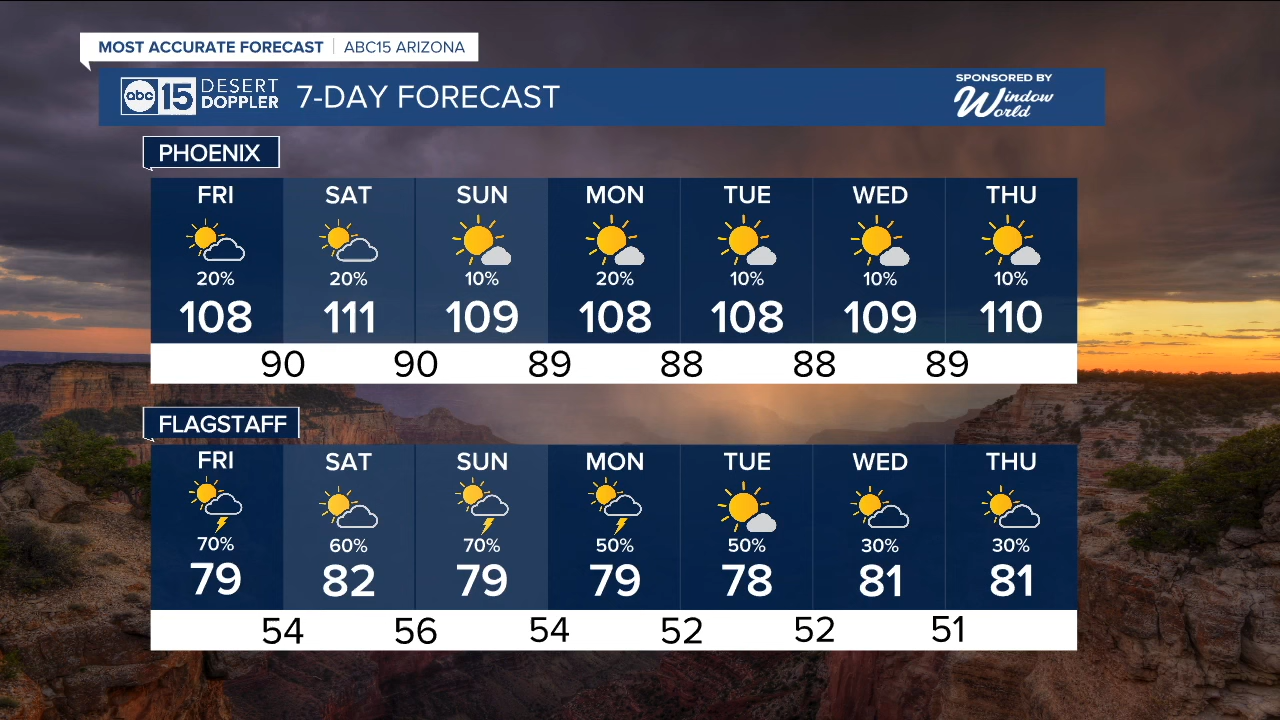 MOST ACCURATE FORECAST | ABC15 ARIZONA
abc 15 DESERT DOPPLER 7-DAY FORECAST
SPONSORED BY
Window World
PHOENIX
FRI SAT SUN MON TUE WED THU
20% 20% 10% 20% 10% 10% 10%
108 111 109 108 108 109 110
90 90 89 88 88 89
FLAGSTAFF
FRI SAT SUN MON TUE WED THU
70% 60% 70% 50% 50% 30% 30%
79 82 79 79 78 81 81
54 56 54 52 52 51